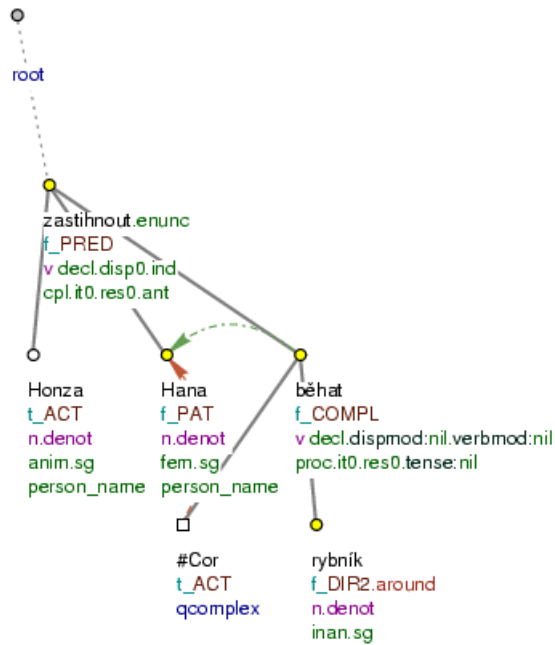 root
zastihnout.enunc
f_PRED
v decl.disp0.ind
cpl.it0.res0.ant
Honza
t_ACT
n.denot
anim.sg
person_name
Hana
f_PAT
n.denot
fem.sg
person_name
běhat
f_COMPL
v decl.dispmod:nil.verbmod:nil
proc.it0.res0.tense:nil
#Cor
t_ACT
qcomplex
rybník
f_DIR2.around
n.denot
inan.sg